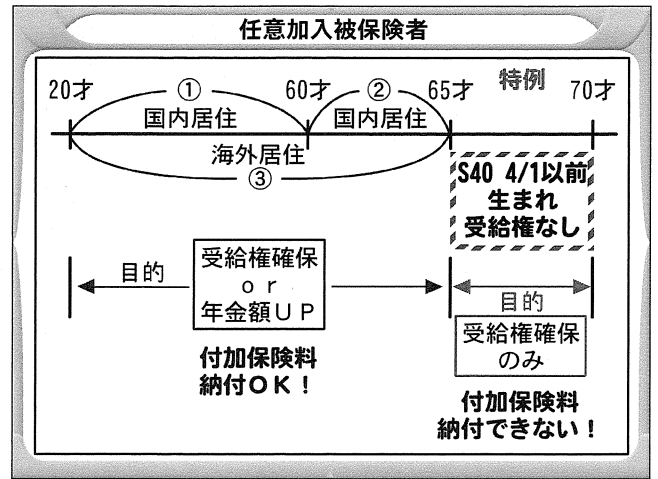 任意加入被保険者
20才 ① 60才 ② 65才 特例 70才
国内居住 国内居住
海外居住
③
S40 4/1以前
生まれ
受給権なし
目的
受給権確保
or
年金額UP
付加保険料
納付OK!
目的
受給権確保
のみ
付加保険料
納付できない!